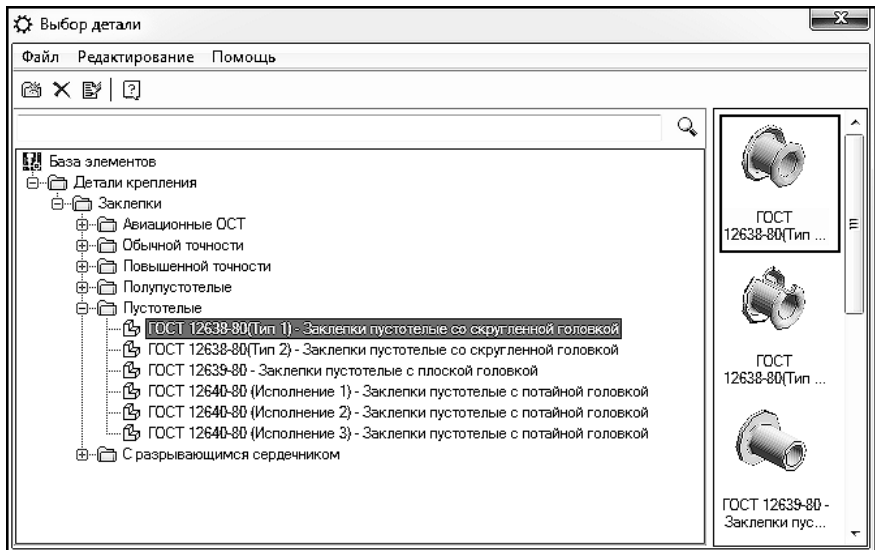 Выбор детали
Файл Редактирование Помощь
База элементов
Детали крепления
Заклепки
Авиационные ОСТ
Обычной точности
Повышенной точности
Полупустотелые
Пустотелые
ГОСТ 12638-80(Тип 1) - Заклепки пустотелые со скругленной головкой
ГОСТ 12638-80(Тип 2) - Заклепки пустотелые со скругленной головкой
ГОСТ 12639-80 - Заклепки пустотелые с плоской головкой
ГОСТ 12640-80 (Исполнение 1) - Заклепки пустотелые с потайной головкой
ГОСТ 12640-80 (Исполнение 2) - Заклепки пустотелые с потайной головкой
ГОСТ 12640-80 (Исполнение 3) - Заклепки пустотелые с потайной головкой
С разрывающимся сердечником
ГОСТ
12638-80(Тип ...
ГОСТ
12638-80(Тип ...
ГОСТ 12639-80 -
Заклепки пус...